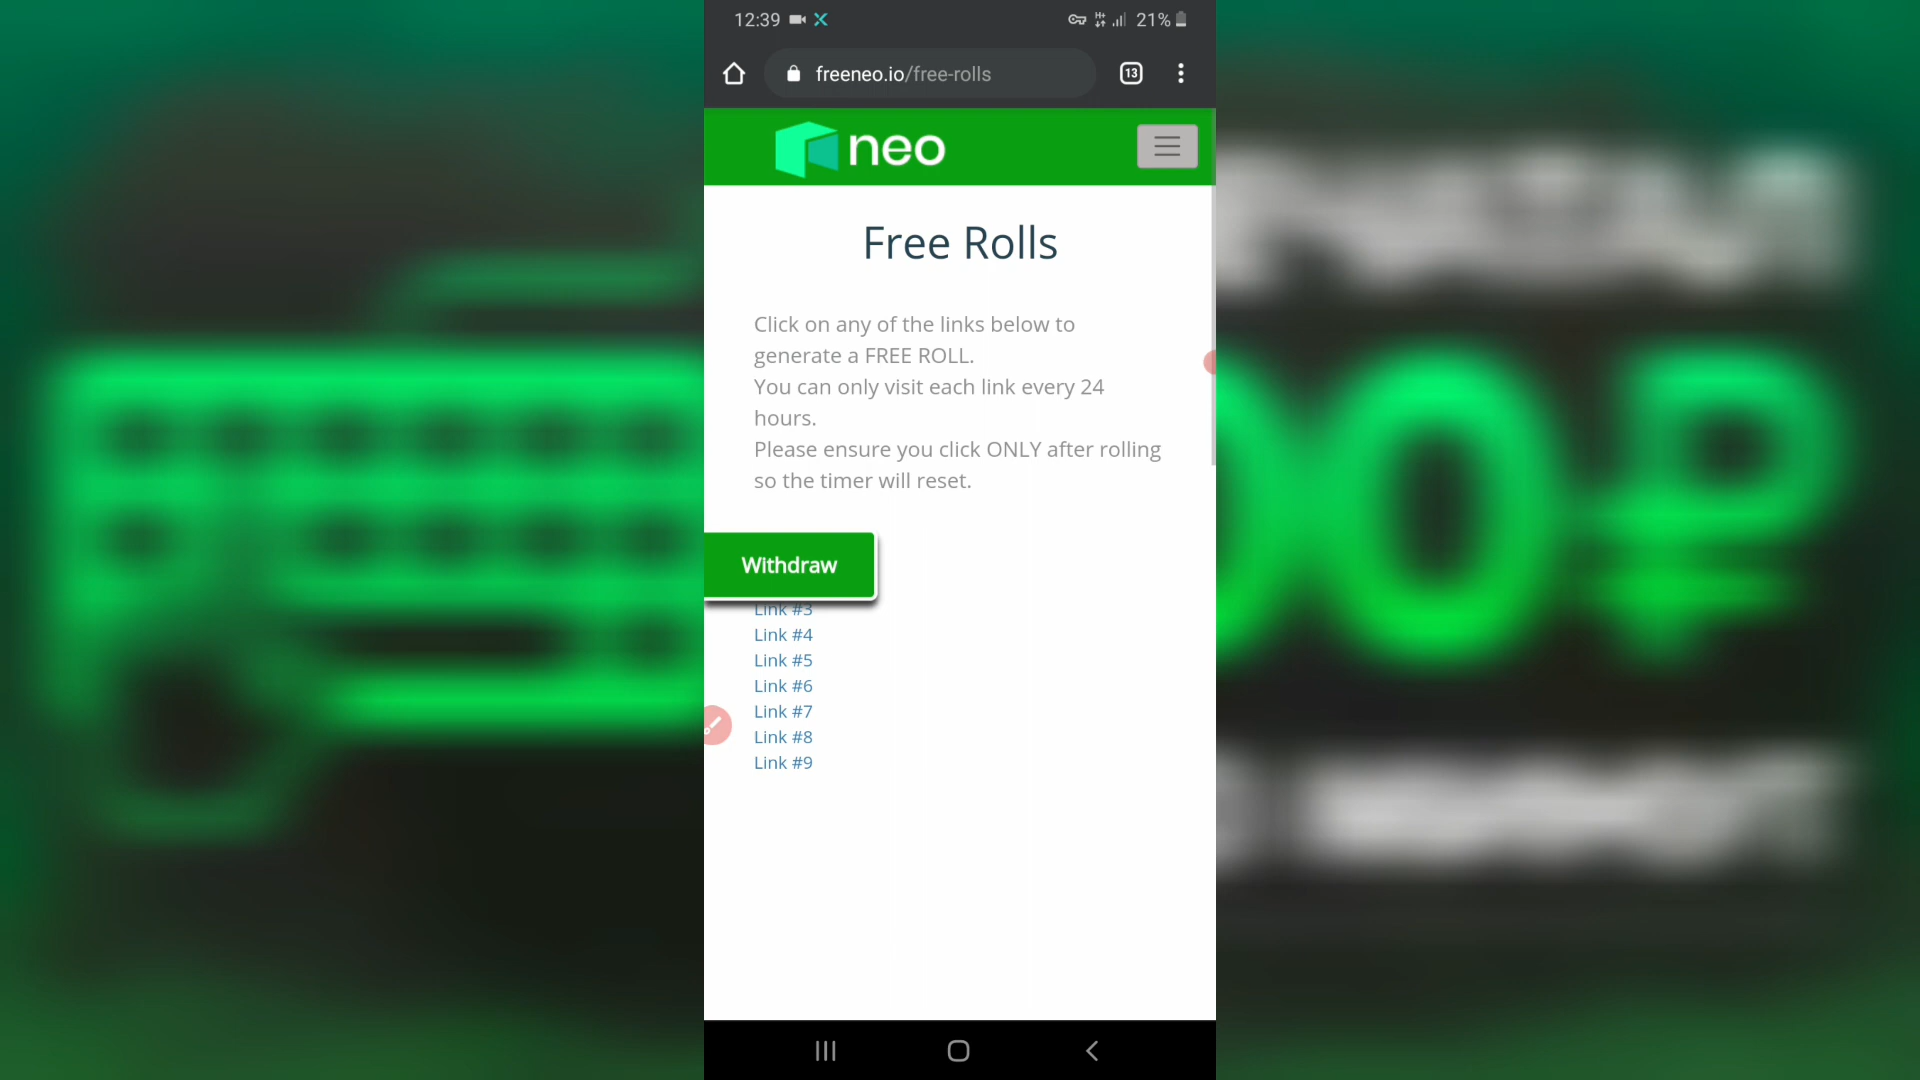 12:39
21%
freeneo.io/free-rolls
13
neo
Free Rolls
Click on any of the links below to
generate a FREE ROLL.
You can only visit each link every 24
hours.
Please ensure you click ONLY after rolling
so the timer will reset.
Withdraw
Link #3
Link #4
Link #5
Link #6
Link #7
Link #8
Link #9